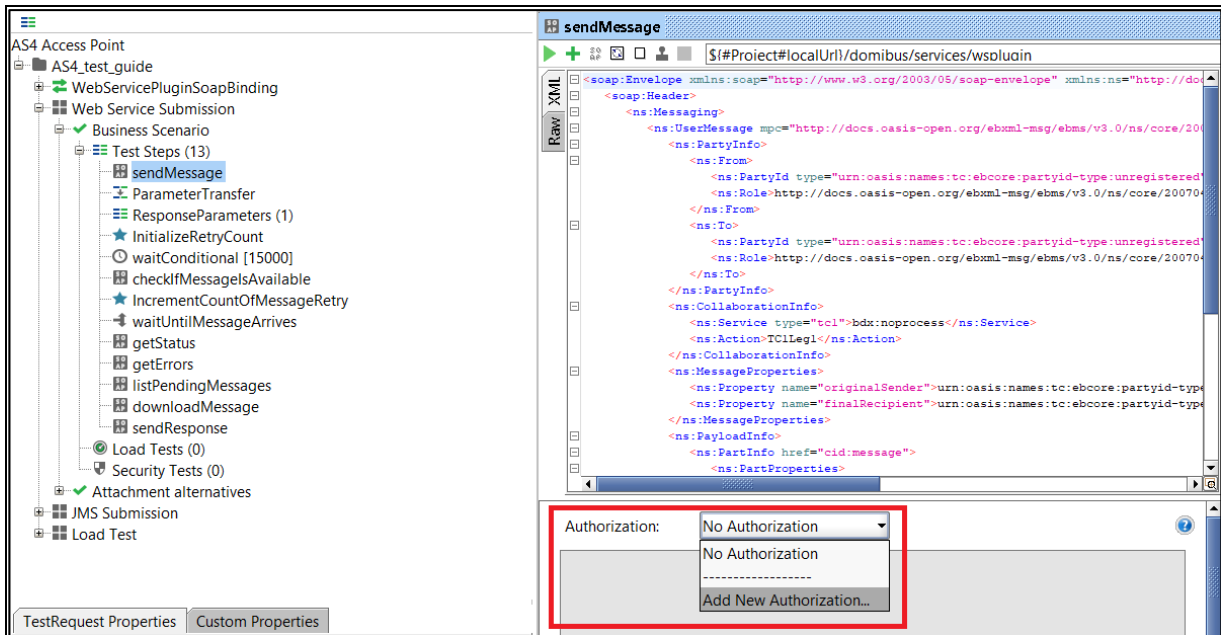 AS4 Access Point
AS4_test_guide
WebServicePluginSoapBinding
Web Service Submission
Business Scenario
Test Steps (13)
sendMessage
ParameterTransfer
ResponseParameters (1)
InitializeRetryCount
waitConditional [15000]
checkIfMessageIsAvailable
IncrementCountOfMessageRetry
waitUntilMessageArrives
getStatus
getErrors
listPendingMessages
downloadMessage
sendResponse
Load Tests (0)
Security Tests (0)
Attachment alternatives
JMS Submission
Load Test
TestRequest Properties Custom Properties
sendMessage
${#Project#localUrl}/domibus/services/wsplugin
XML
Raw
<soap:Envelope xmlns:soap="http://www.w3.org/2003/05/soap-envelope" xmlns:ns="http://doc
<soap:Header>
<ns:Messaging>
<ns:UserMessage mpc="http://docs.oasis-open.org/ebxml-msg/ebms/v3.0/ns/core/200
<ns:PartyInfo>
<ns:From>
<ns:PartyId type="urn:oasis:names:tc:ebcore:partyid-type:unregistered"
<ns:Role>http://docs.oasis-open.org/ebxml-msg/ebms/v3.0/ns/core/200704
</ns:From>
<ns:To>
<ns:PartyId type="urn:oasis:names:tc:ebcore:partyid-type:unregistered"
<ns:Role>http://docs.oasis-open.org/ebxml-msg/ebms/v3.0/ns/core/200704
</ns:To>
</ns:PartyInfo>
<ns:CollaborationInfo>
<ns:Service type="tc1">bdx:noprocess</ns:Service>
<ns:Action>TC1Leg1</ns:Action>
</ns:CollaborationInfo>
<ns:MessageProperties>
<ns:Property name="originalSender">urn:oasis:names:tc:ebcore:partyid-type
<ns:Property name="finalRecipient">urn:oasis:names:tc:ebcore:partyid-type
</ns:MessageProperties>
<ns:PayloadInfo>
<ns:PartInfo href="cid:message">
<ns:PartProperties>
Authorization: No Authorization
No Authorization
------------------
Add New Authorization...